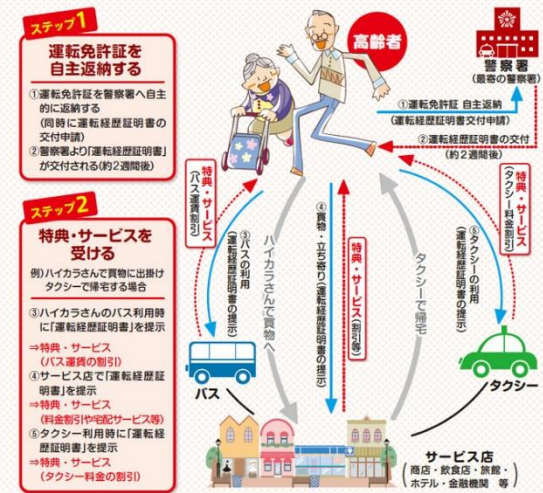 ステップ1
運転免許証を
自主返納する
①運転免許証を警察署へ自主
的に返納する
(同時に運転経歴証明書の
交付申請)
②警察署より「運転経歴証明書」
が交付される(約2週間後)
ステップ2
特典・サービスを
受ける
例)ハイカラさんで買物に出掛け
タクシーで帰宅する場合
③ハイカラさんのバス利用時
に「運転経歴証明書」を提示
⇒特典・サービス
(バス運賃の割引)
④サービス店で「運転経歴証
明書」を提示
⇒特典・サービス
(料金割引や宅配サービス等)
⑤タクシー利用時に「運転経
歴証明書」を提示
⇒特典・サービス
(タクシー料金の割引)
高齢者
警察署
(最寄の警察署)
①運転免許証 自主返納
(運転経歴証明書交付申請)
②運転経歴証明書の交付
(約2週間後)
特典・サービス
(バス運賃割引)
③バスの利用
(運転経歴証明書の提示)
ハイカラさんで買物へ
④買物・立ち寄り(運転経歴証明書の提示)
特典・サービス(割引等)
タクシーで帰宅
⑤タクシーの利用
(運転経歴証明書の提示)
特典・サービス
(タクシー料金割引)
バス
タクシー
サービス店
(商店・飲食店・旅館・
ホテル・金融機関 等)